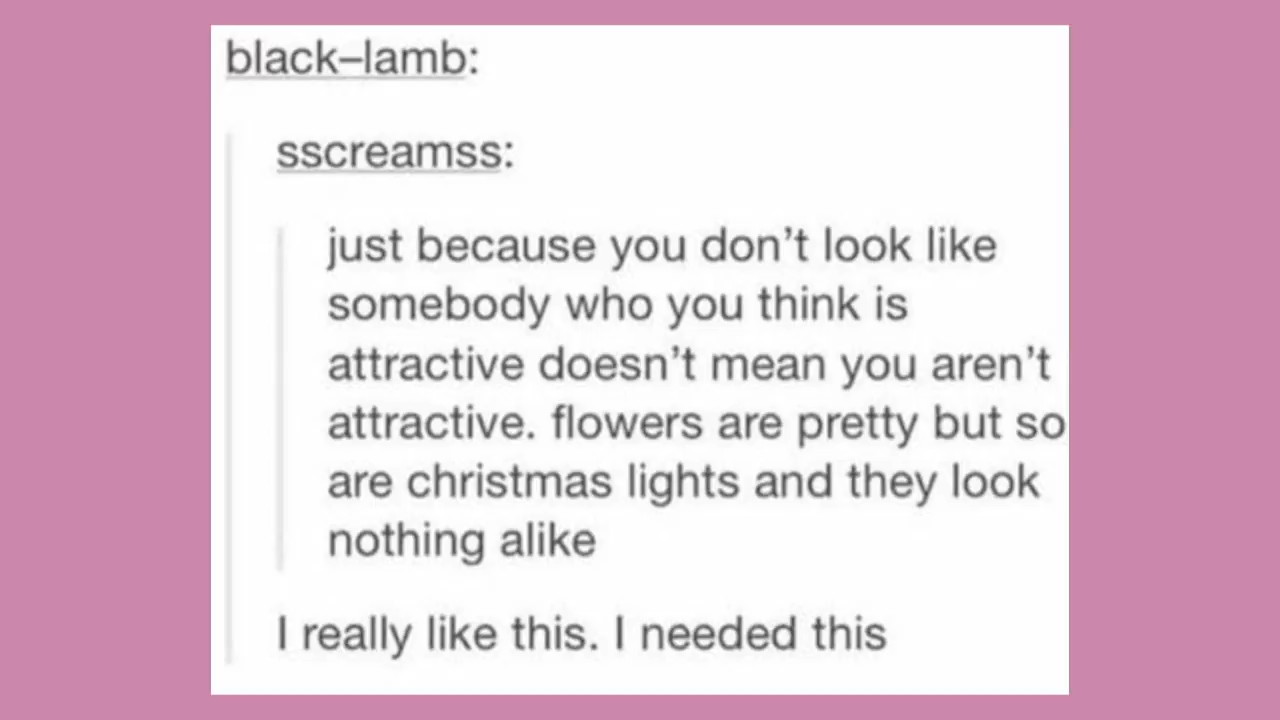 black–lamb:
sscreamss:
just because you don’t look like
somebody who you think is
attractive doesn’t mean you aren’t
attractive. flowers are pretty but so
are christmas lights and they look
nothing alike
I really like this. I needed this